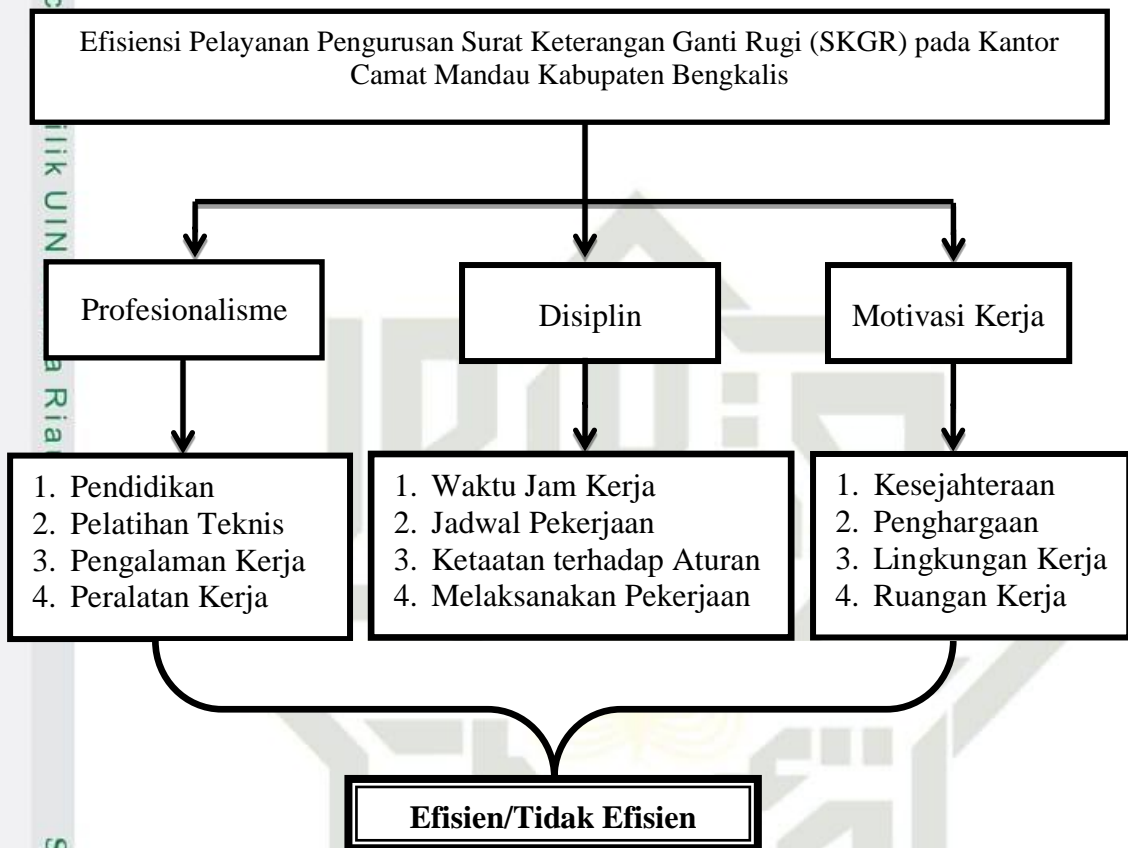 Efisiensi Pelayanan Pengurusan Surat Keterangan Ganti Rugi (SKGR) pada Kantor
Camat Mandau Kabupaten Bengkalis
Profesionalisme
Disiplin
Motivasi Kerja
1. Pendidikan
2. Pelatihan Teknis
3. Pengalaman Kerja
4. Peralatan Kerja
1. Waktu Jam Kerja
2. Jadwal Pekerjaan
3. Ketaatan terhadap Aturan
4. Melaksanakan Pekerjaan
1. Kesejahteraan
2. Penghargaan
3. Lingkungan Kerja
4. Ruangan Kerja
Efisien/Tidak Efisien
UIN